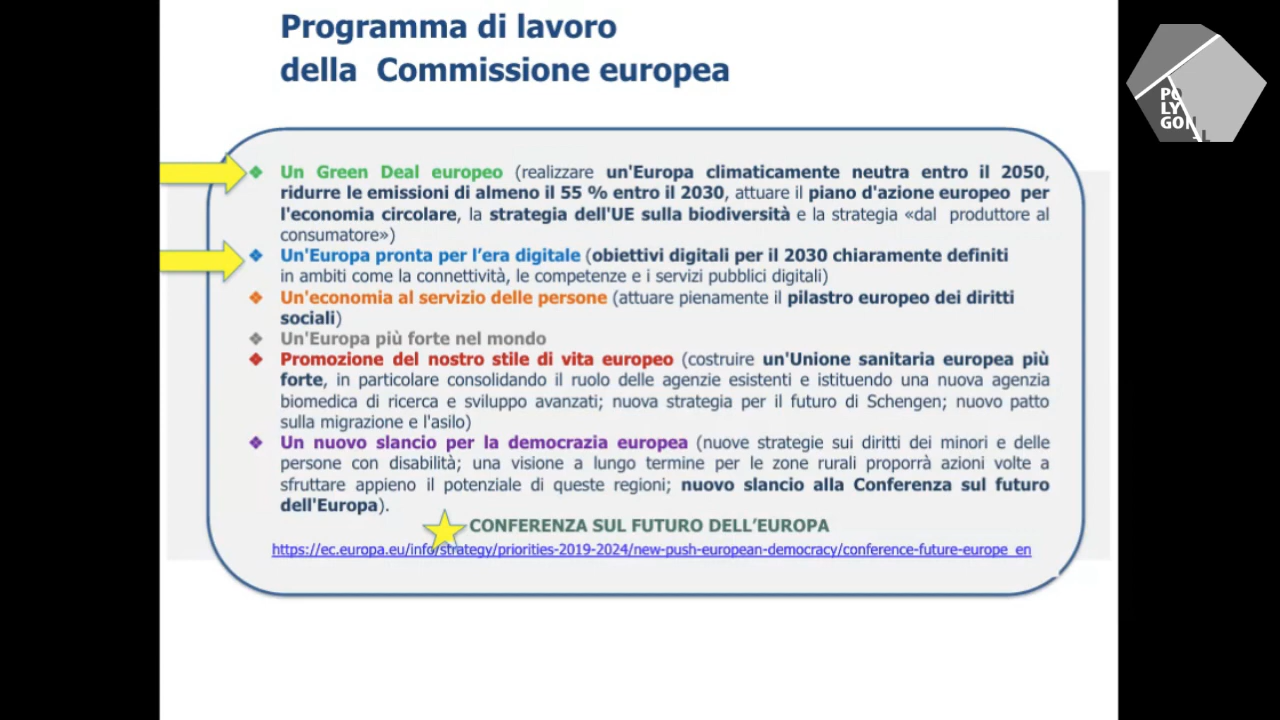 Programma di lavoro
della Commissione europea
❖ Un Green Deal europeo (realizzare un'Europa climaticamente neutra entro il 2050,
ridurre le emissioni di almeno il 55 % entro il 2030, attuare il piano d'azione europeo per
l'economia circolare, la strategia dell'UE sulla biodiversità e la strategia «dal produttore al
consumatore»)
❖ Un'Europa pronta per l’era digitale (obiettivi digitali per il 2030 chiaramente definiti
in ambiti come la connettività, le competenze e i servizi pubblici digitali)
❖ Un'economia al servizio delle persone (attuare pienamente il pilastro europeo dei diritti
sociali)
❖ Un'Europa più forte nel mondo
❖ Promozione del nostro stile di vita europeo (costruire un'Unione sanitaria europea più
forte, in particolare consolidando il ruolo delle agenzie esistenti e istituendo una nuova agenzia
biomedica di ricerca e sviluppo avanzati; nuova strategia per il futuro di Schengen; nuovo patto
sulla migrazione e l'asilo)
❖ Un nuovo slancio per la democrazia europea (nuove strategie sui diritti dei minori e delle
persone con disabilità; una visione a lungo termine per le zone rurali proporrà azioni volte a
sfruttare appieno il potenziale di queste regioni; nuovo slancio alla Conferenza sul futuro
dell'Europa).
CONFERENZA SUL FUTURO DELL’EUROPA
https://ec.europa.eu/info/strategy/priorities-2019-2024/new-push-european-democracy/conference-future-europe_en
PO
LY
GON
AL